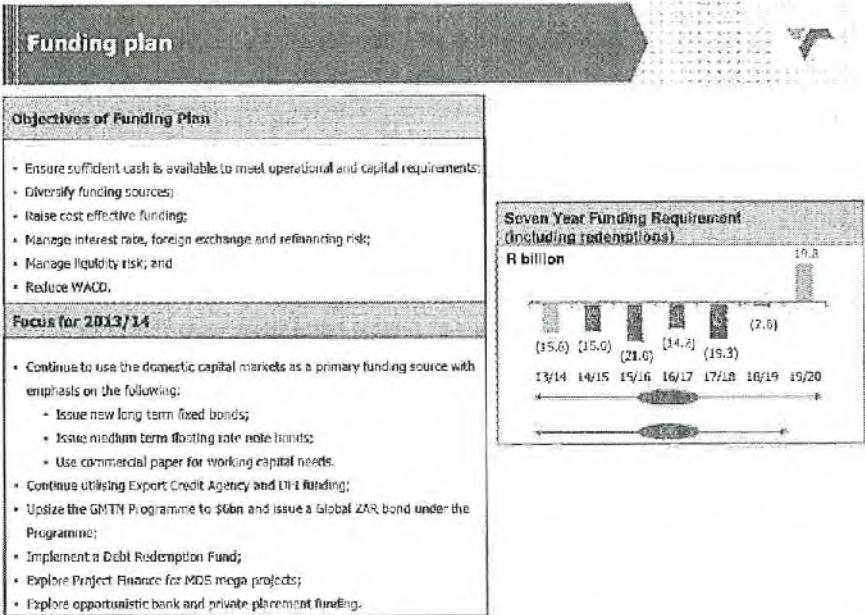 Funding plan
Objectives of Funding Plan
• Ensure sufficient cash is available to meet operational and capital requirements;
• Diversify funding sources;
• Raise cost effective funding;
• Manage interest rate, foreign exchange and refinancing risk;
• Manage liquidity risk; and
• Reduce WACD.
Focus for 2013/14
• Continue to use the domestic capital markets as a primary funding source with
emphasis on the following:
• Issue new long term fixed bonds;
• Issue medium term floating rate note bonds;
• Use commercial paper for working capital needs.
• Continue utilising Export Credit Agency and DFI funding;
• Upsize the GMTN Programme to $6bn and issue a Global ZAR bond under the
Programme;
• Implement a Debt Redemption Fund;
• Explore Project Finance for MDS mega projects;
• Explore opportunistic bank and private placement funding.
Seven Year Funding Requirement
(including redemptions)
R billion
19.8
(15.6) (15.0) (21.0) (14.2) (19.3) (2.8)
13/14 14/15 15/16 16/17 17/18 18/19 19/20